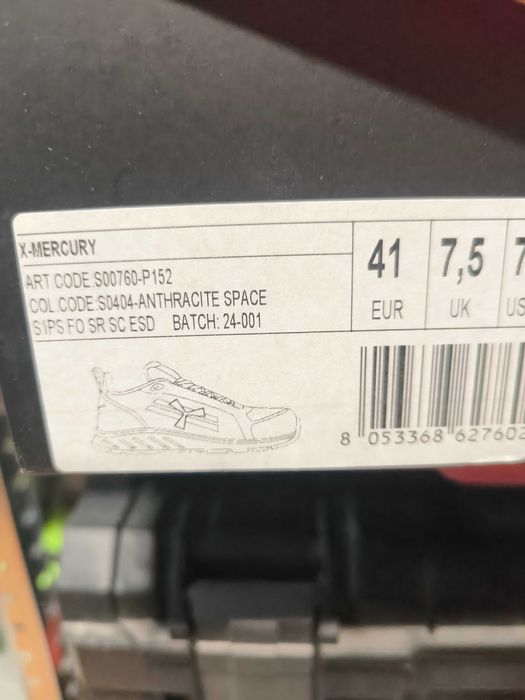 X-MERCURY
ART.CODE:S00760-P152
COL.CODE:S0404-ANTHRACITE SPACE
S1PS FO SR SC ESD BATCH: 24-001
41
EUR
7,5
UK
8 053368 627602